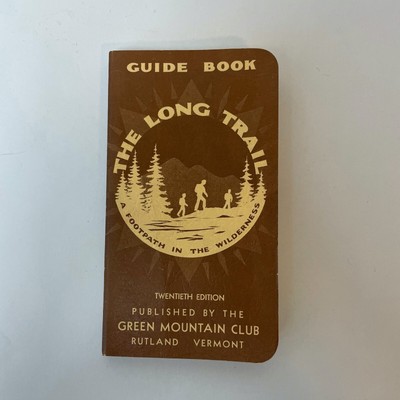 GUIDE BOOK
THE LONG TRAIL
A FOOTPATH IN THE WILDERNESS
TWENTIETH EDITION
PUBLISHED BY THE
GREEN MOUNTAIN CLUB
RUTLAND VERMONT